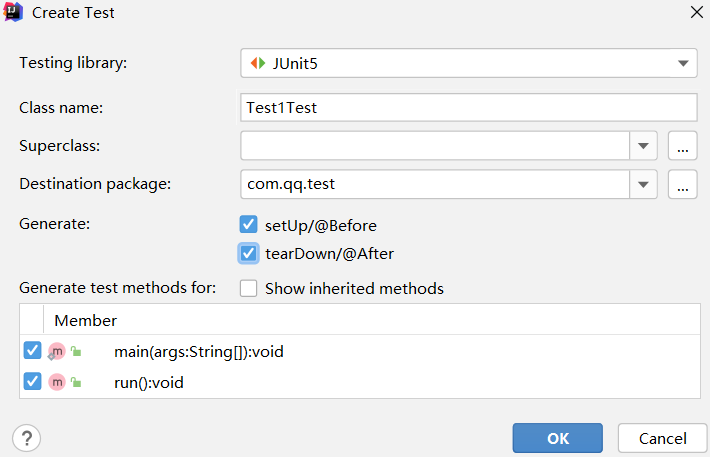 Create Test
Testing library: JUnit5
Class name: Test1Test
Superclass: ...
Destination package: com.qq.test ...
Generate: setUp/@Before
tearDown/@After
Generate test methods for: Show inherited methods
Member
m main(args:String[]):void
m run():void
? OK Cancel